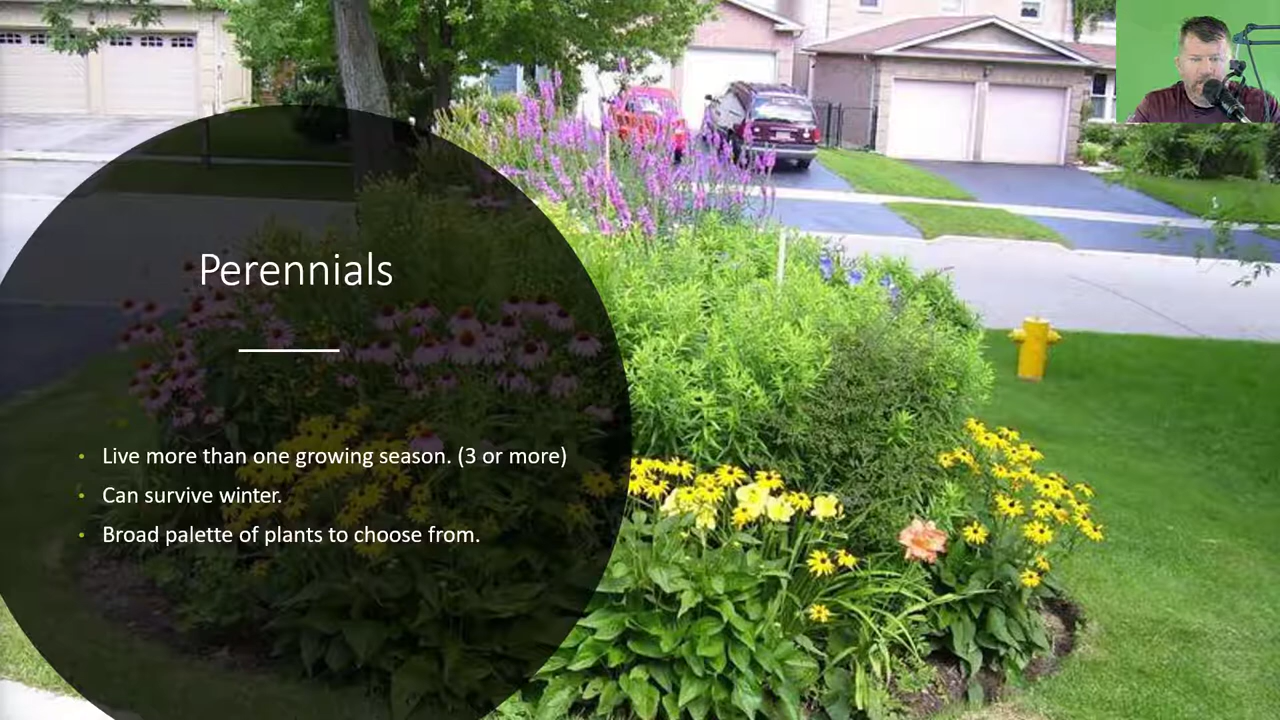 Perennials
Live more than one growing season. (3 or more)
Can survive winter.
Broad palette of plants to choose from.